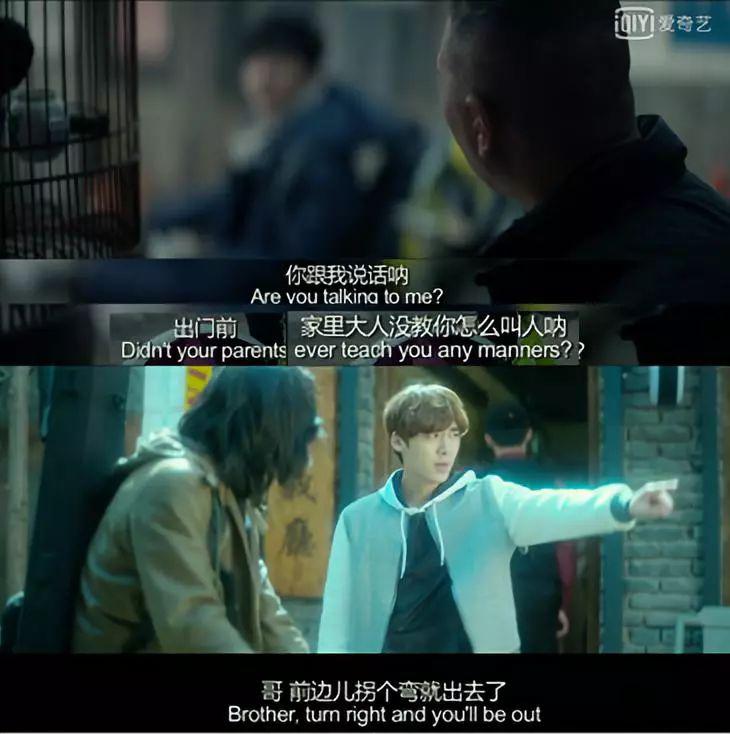 iQIYI 爱奇艺
你跟我说话呐
Are you talking to me?
出门前 家里大人没教你怎么叫人呐
Didn't your parents ever teach you any manners? ?
哥 前边儿拐个弯就出去了
Brother, turn right and you'll be out